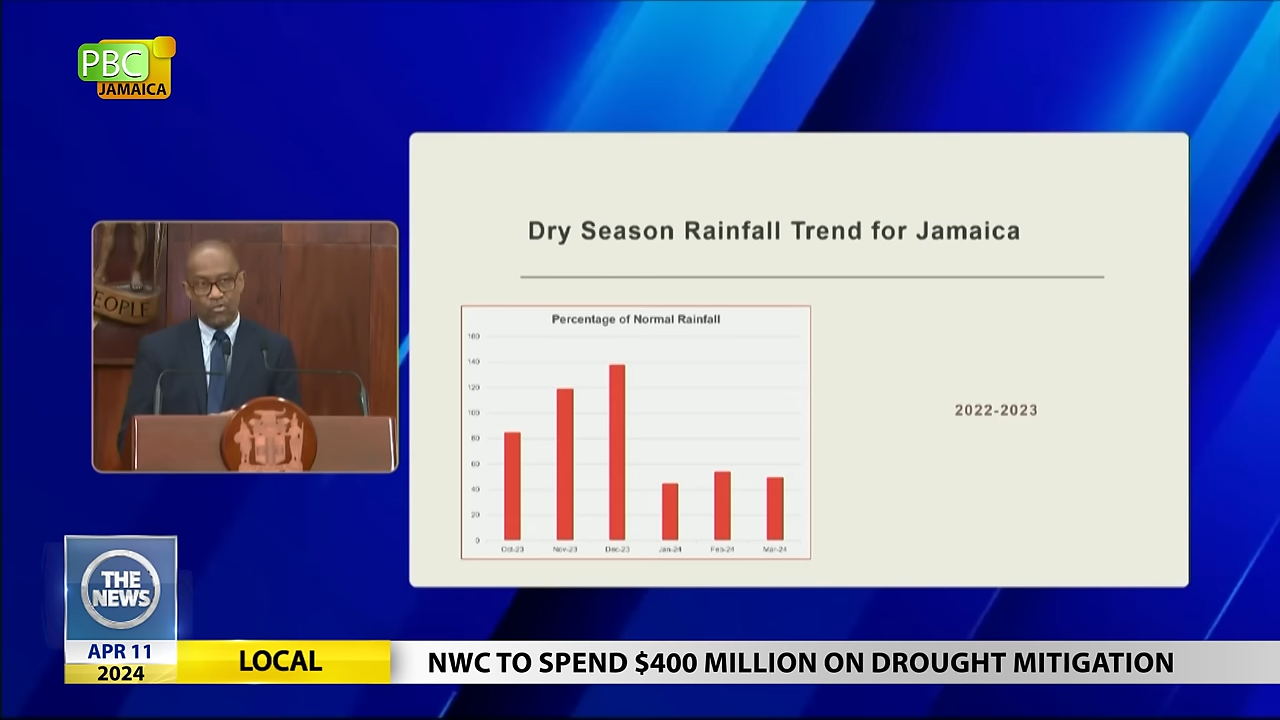 PBC
JAMAICA
EOPLE
Dry Season Rainfall Trend for Jamaica
Percentage of Normal Rainfall
160
140
120
100
80
60
40
20
0
Oct-23 Nov-23 Dec-23 Jan-24 Feb-24 Mar-24
2022-2023
THE
NEWS
APR 11
2024
LOCAL
NWC TO SPEND $400 MILLION ON DROUGHT MITIGATION